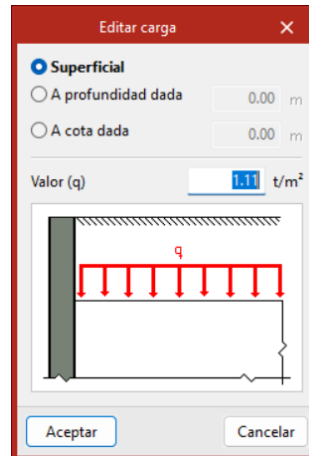 Editar carga
Superficial
A profundidad dada 0.00 m
A cota dada 0.00 m
Valor (q) 1.11 t/m²
q
Aceptar Cancelar